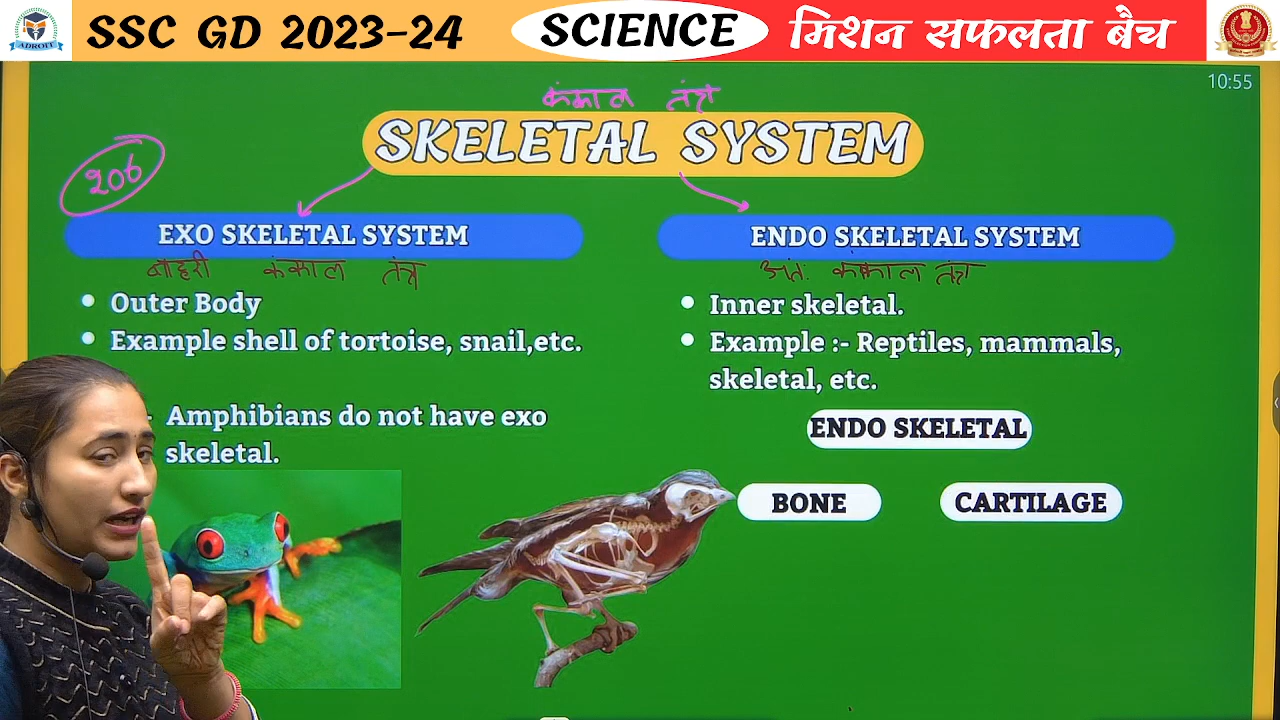 SSC GD 2023-24 SCIENCE मिशन सफलता बैच
ADROIT
10:55
कंकाल तंत्र
SKELETAL SYSTEM
206
EXO SKELETAL SYSTEM
बाहरी कंकाल तंत्र
• Outer Body
• Example shell of tortoise, snail,etc.
Amphibians do not have exo
skeletal.
ENDO SKELETAL SYSTEM
अंत: कंकाल तंत्र
• Inner skeletal.
• Example :- Reptiles, mammals,
skeletal, etc.
ENDO SKELETAL
BONE CARTILAGE